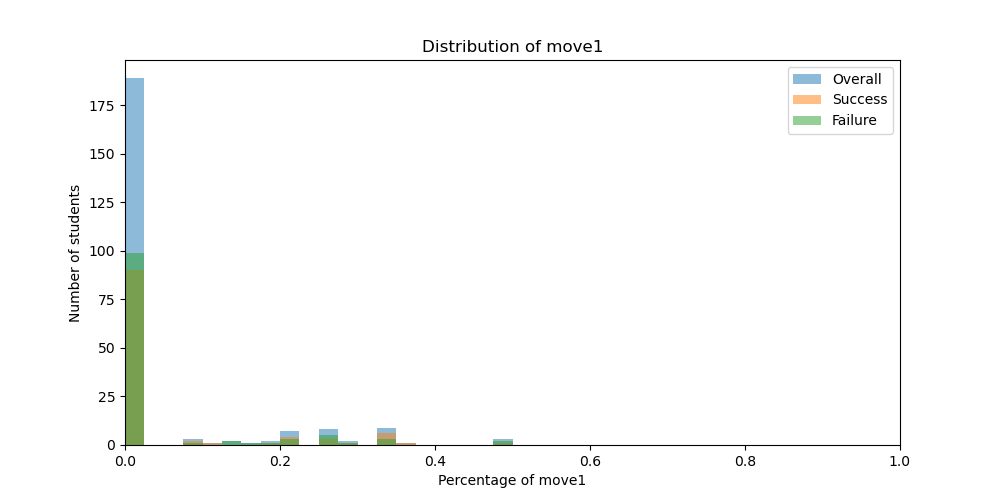 Distribution of move1
Overall
Success
Failure
175
150
125
100
75
50
25
0
Number of students
0.0
0.2
0.4
0.6
0.8
1.0
Percentage of move1